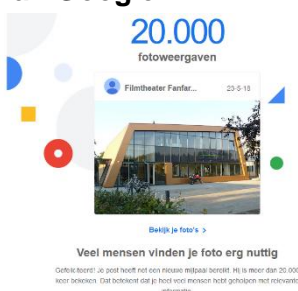 20.000
fotoweergaven
Filmtheater Fanfar... 23-5-18
Bekijk je foto's >
Veel mensen vinden je foto erg nuttig
Gefeliciteerd! Je post heeft net een nieuwe mijlpaal bereikt. Hij is meer dan 20.000
keer bekeken. Dat betekent dat je heel veel mensen hebt geholpen met relevante